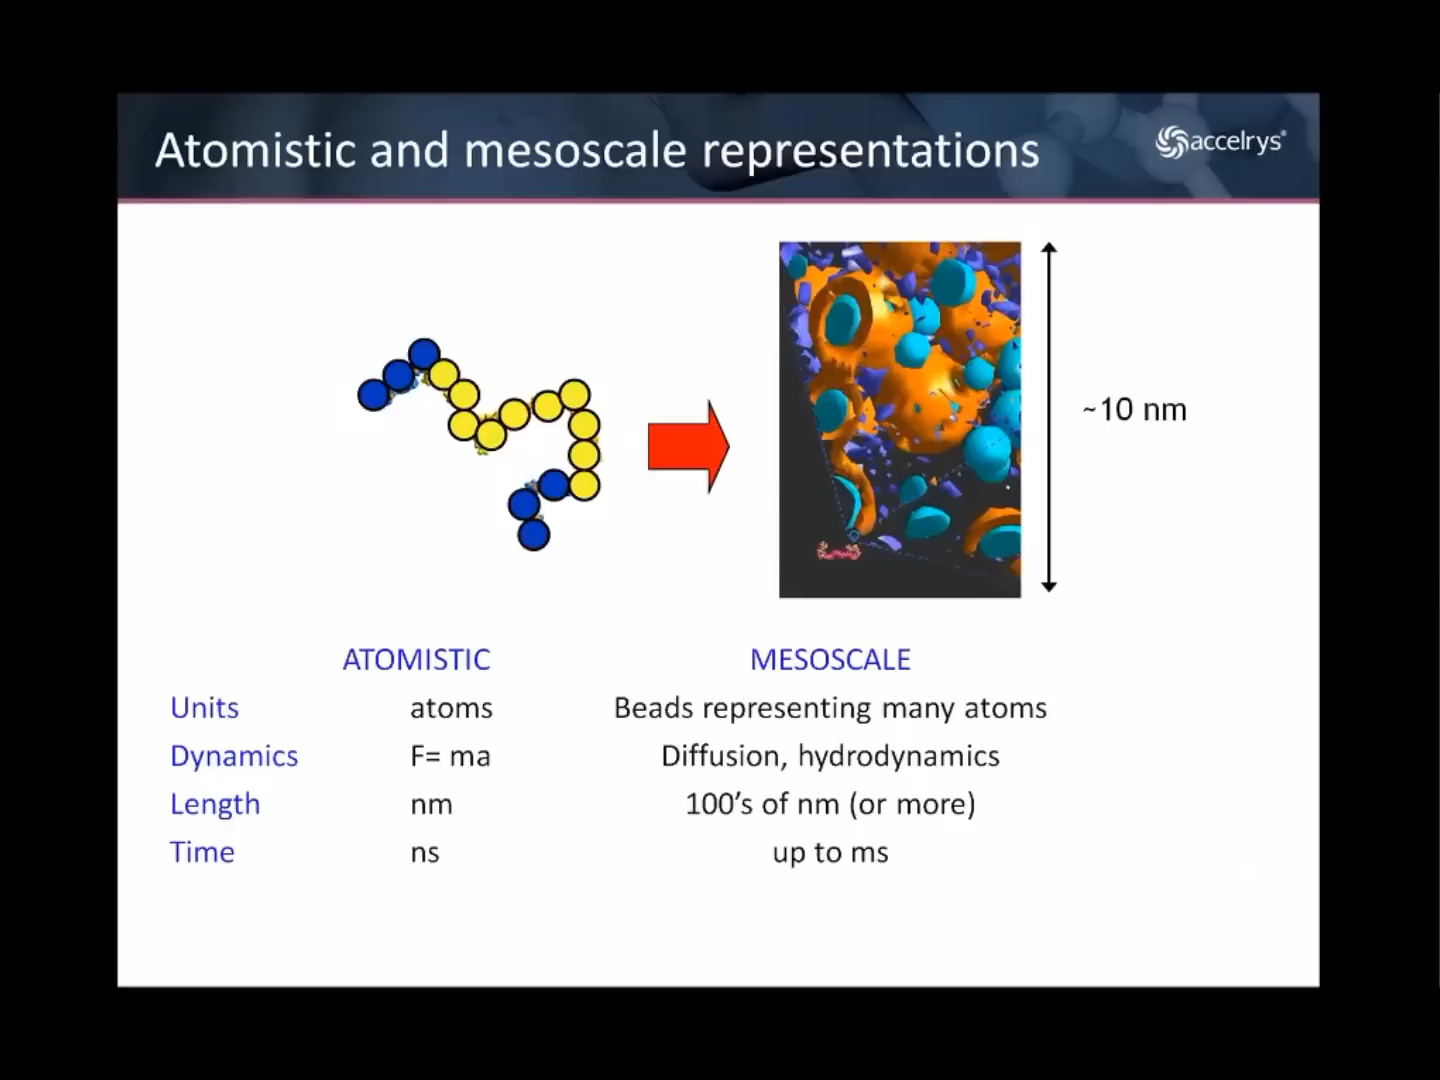 Atomistic and mesoscale representations
accelrys®
~10 nm
ATOMISTIC MESOSCALE
Units atoms Beads representing many atoms
Dynamics F= ma Diffusion, hydrodynamics
Length nm 100’s of nm (or more)
Time ns up to ms